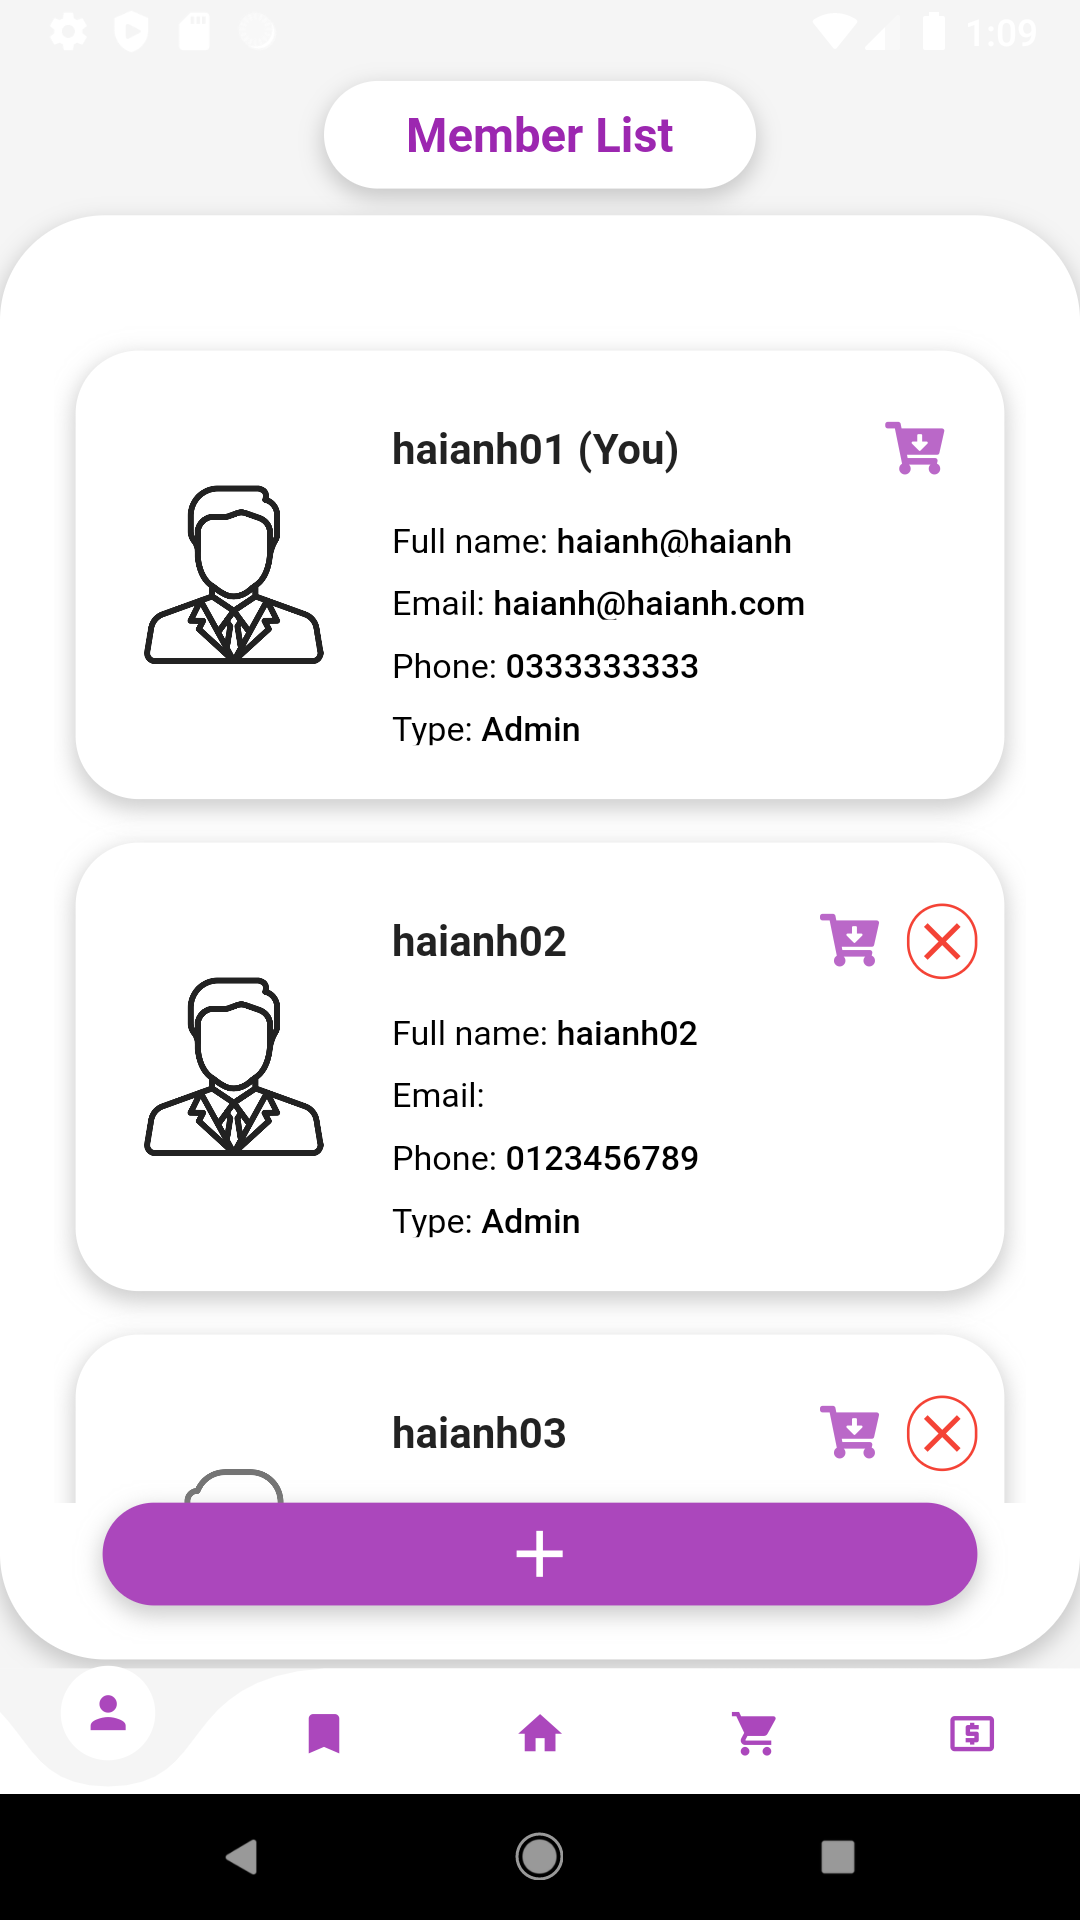 1:09
Member List
haianh01 (You)
Full name: haianh@haianh
Email: haianh@haianh.com
Phone: 0333333333
Type: Admin
haianh02
Full name: haianh02
Email:
Phone: 0123456789
Type: Admin
haianh03